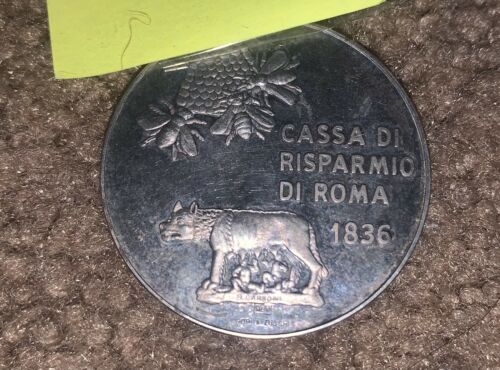 CASSA DI
RISPARMIO
DI ROMA
1836